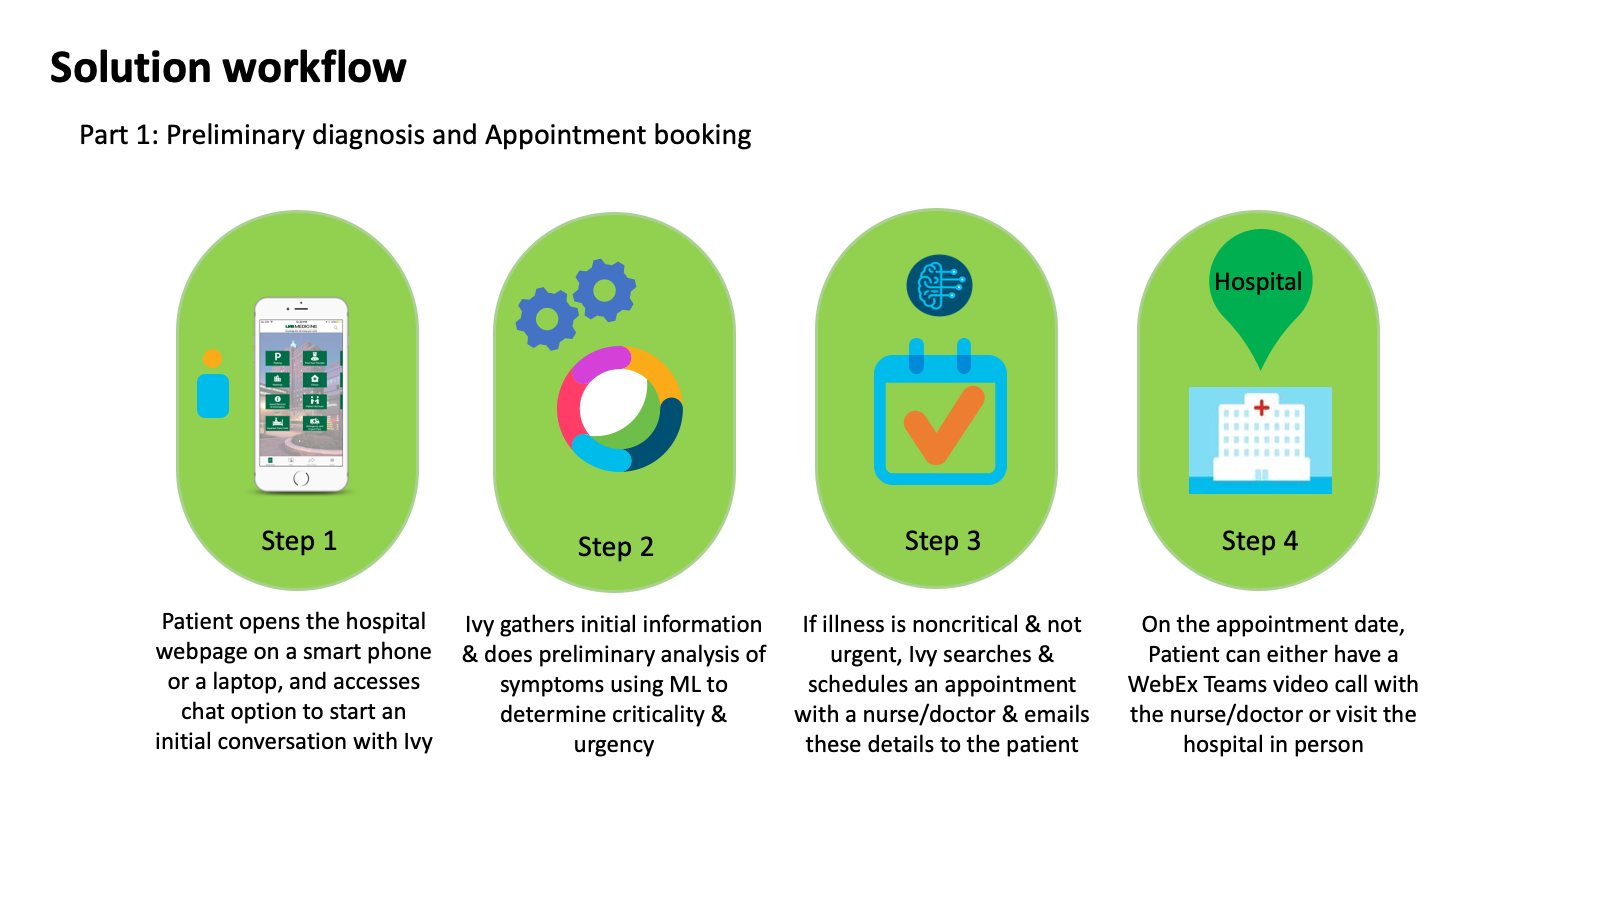 Solution workflow
Part 1: Preliminary diagnosis and Appointment booking
MEDICINE
P
Hospital
Step 1
Step 2
Step 3
Step 4
Patient opens the hospital
webpage on a smart phone
or a laptop, and accesses
chat option to start an
initial conversation with Ivy
Ivy gathers initial information
& does preliminary analysis of
symptoms using ML to
determine criticality &
urgency
If illness is noncritical & not
urgent, Ivy searches &
schedules an appointment
with a nurse/doctor & emails
these details to the patient
On the appointment date,
Patient can either have a
WebEx Teams video call with
the nurse/doctor or visit the
hospital in person